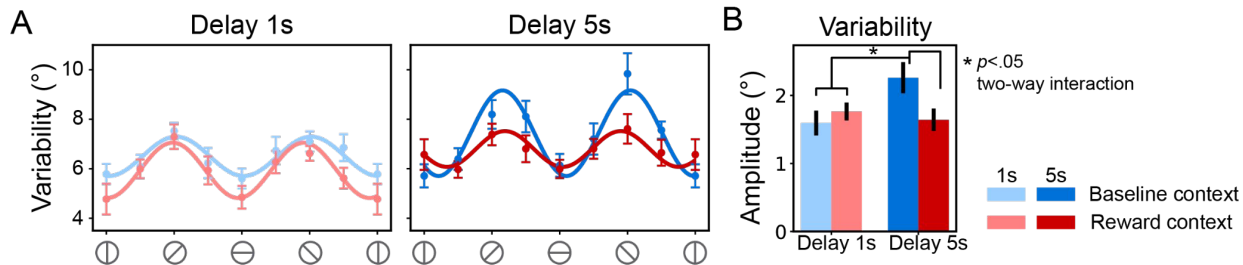 A
Delay 1s
Delay 5s
Variability (°)
10
8
6
4
B
Variability
Amplitude (°)
2
1
0
*
* p<.05
two-way interaction
Delay 1s
Delay 5s
1s 5s
Baseline context
Reward context